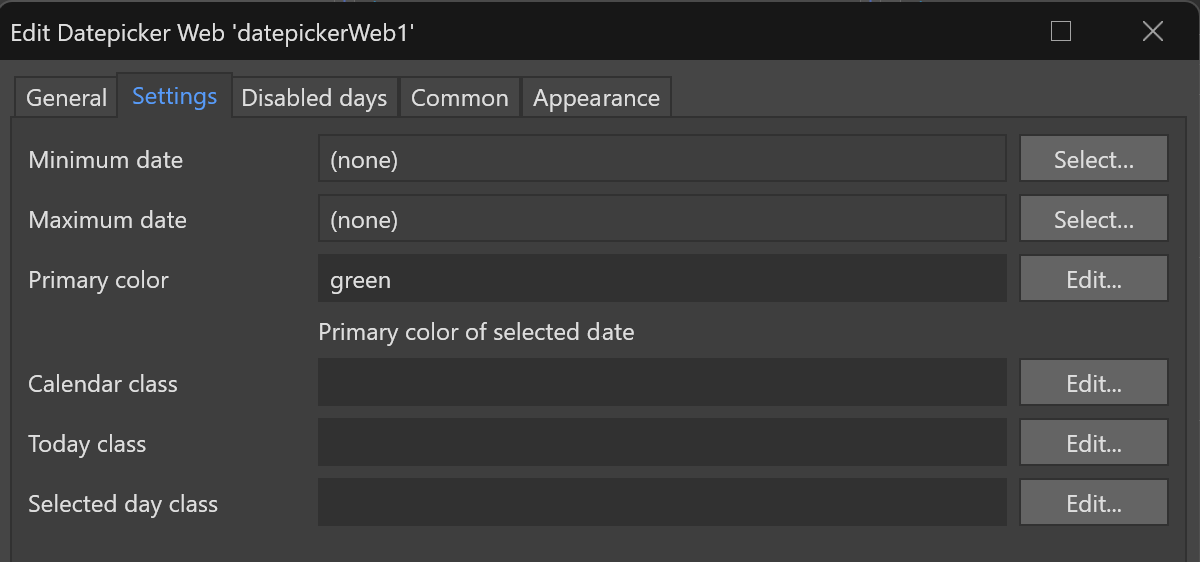 Edit Datepicker Web 'datepickerWeb1'
General Settings Disabled days Common Appearance
Minimum date (none) Select...
Maximum date (none) Select...
Primary color green Edit...
Primary color of selected date
Calendar class Edit...
Today class Edit...
Selected day class Edit...